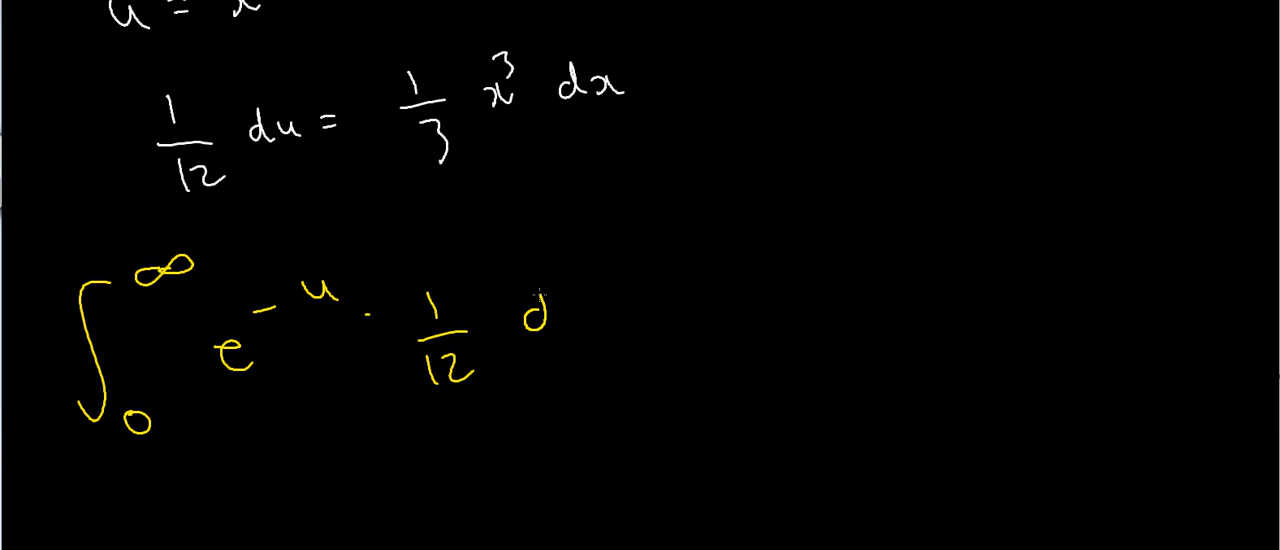 u = x
1/12 du = 1/3 x³ dx
∫₀^∞ e^{-u} · 1/12 d